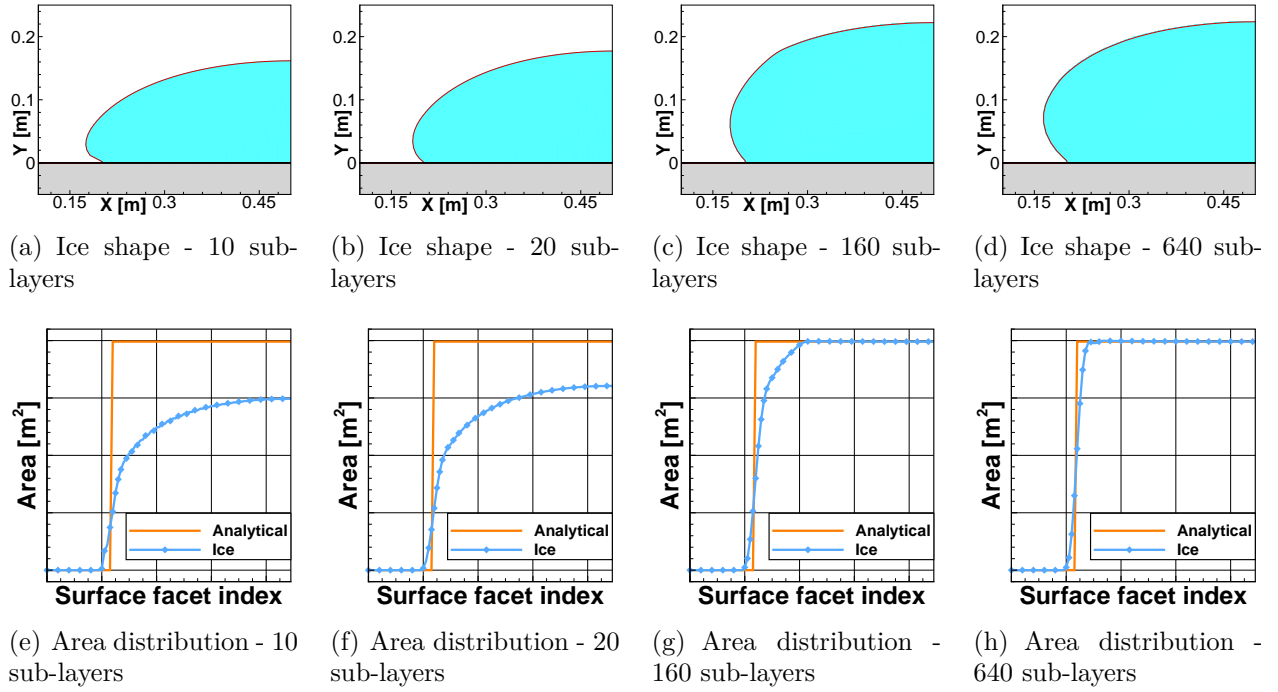 0.2
0.1
0
Y [m]
0.15
X [m]
0.3
0.45
0.2
0.1
0
Y [m]
0.15
X [m]
0.3
0.45
0.2
0.1
0
Y [m]
0.15
X [m]
0.3
0.45
0.2
0.1
0
Y [m]
0.15
X [m]
0.3
0.45
(a) Ice shape - 10 sub-
layers
(b) Ice shape - 20 sub-
layers
(c) Ice shape - 160 sub-
layers
(d) Ice shape - 640 sub-
layers
Area [m²]
Analytical
Ice
Surface facet index
Area [m²]
Analytical
Ice
Surface facet index
Area [m²]
Analytical
Ice
Surface facet index
Area [m²]
Analytical
Ice
Surface facet index
(e) Area distribution - 10
sub-layers
(f) Area distribution - 20
sub-layers
(g) Area distribution -
160 sub-layers
(h) Area distribution -
640 sub-layers